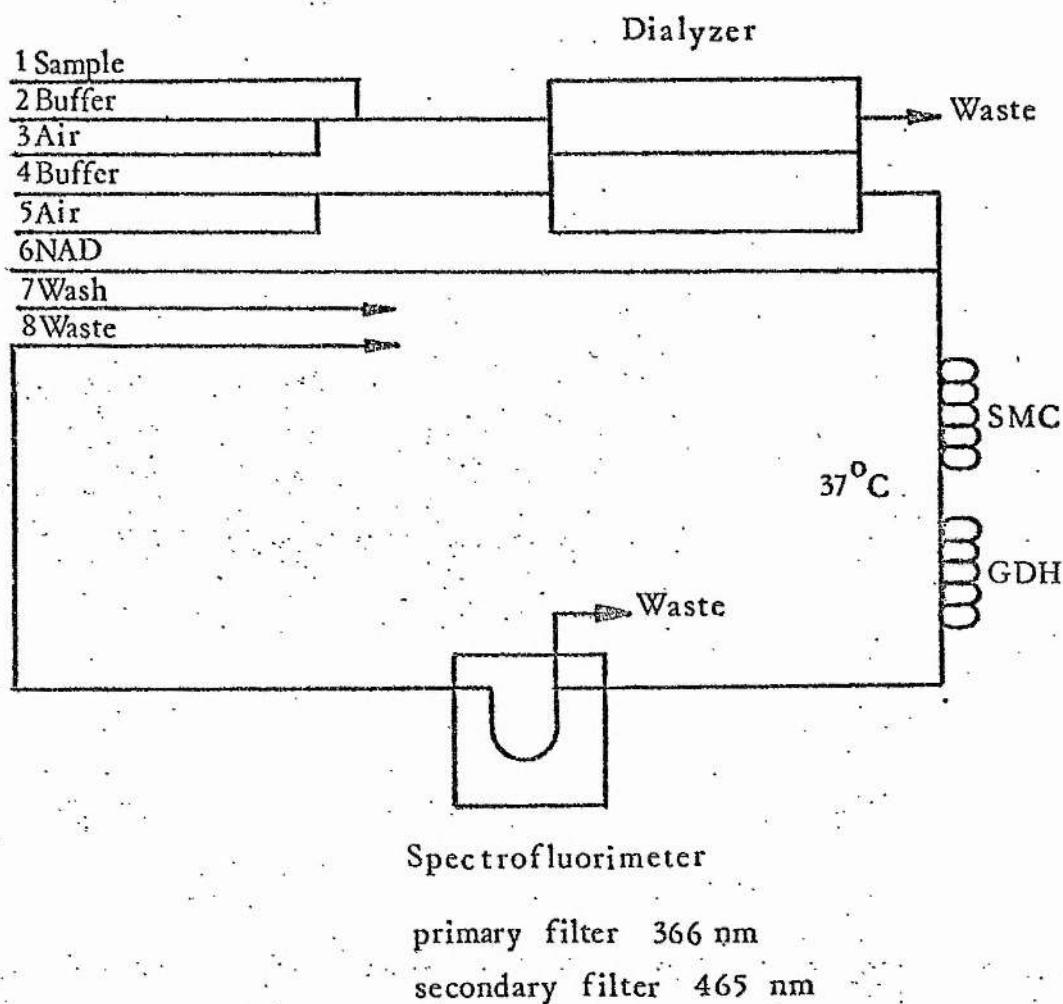 Dialyzer
1 Sample
2 Buffer
3 Air
4 Buffer
5 Air
6 NAD
7 Wash
8 Waste
Waste
SMC
37°C
GDH
Waste
Spectrofluorimeter
primary filter 366 nm
secondary filter 465 nm